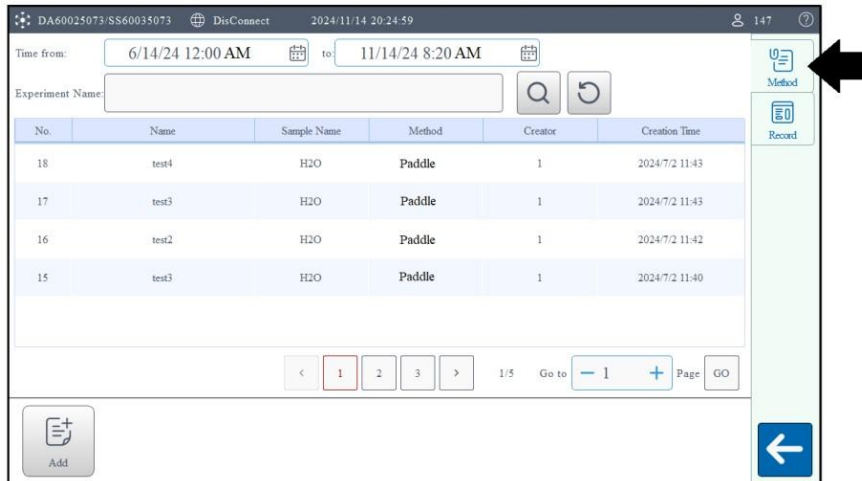 DA60025073/SS60035073 DisConnect 2024/11/14 20:24:59 147
Time from: 6/14/24 12:00 AM to: 11/14/24 8:20 AM
Method
Experiment Name:
Record
No. Name Sample Name Method Creator Creation Time
18 test4 H2O Paddle 1 2024/7/2 11:43
17 test3 H2O Paddle 1 2024/7/2 11:43
16 test2 H2O Paddle 1 2024/7/2 11:42
15 test3 H2O Paddle 1 2024/7/2 11:40
< 1 2 3 > 1/5 Go to − 1 + Page GO
Add